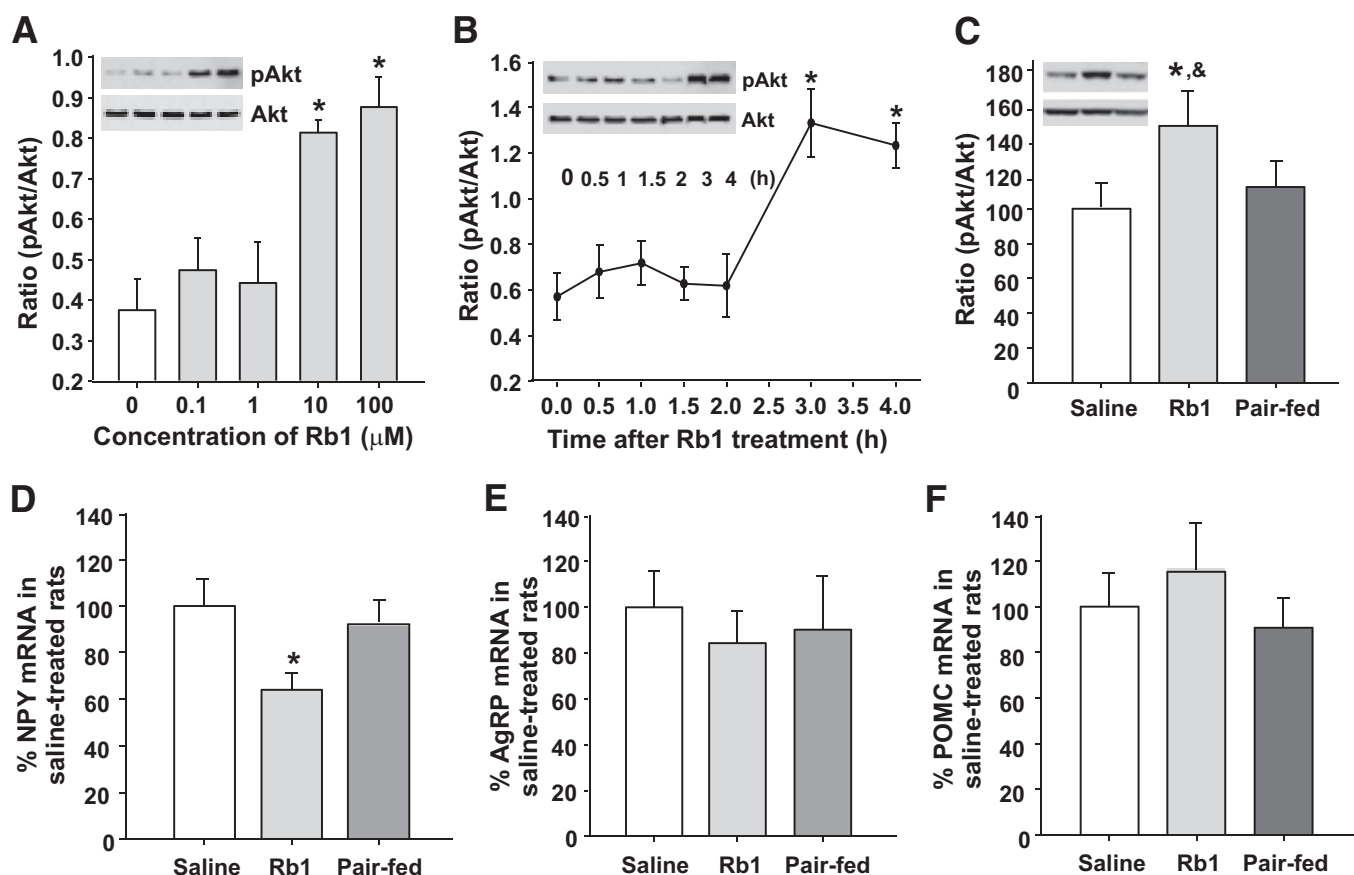 A
1.0
0.9
0.8
0.7
0.6
0.5
0.4
0.3
0.2
Ratio (pAkt/Akt)
pAkt
Akt
*
*
0 0.1 1 10 100
Concentration of Rb1 (μM)
B
1.6
1.4
1.2
1.0
0.8
0.6
0.4
0.2
Ratio (pAkt/Akt)
pAkt
Akt
0 0.5 1 1.5 2 3 4 (h)
*
*
0.0 0.5 1.0 1.5 2.0 2.5 3.0 3.5 4.0
Time after Rb1 treatment (h)
C
180
160
120
100
80
60
40
20
0
Ratio (pAkt/Akt)
*,&
Saline Rb1 Pair-fed
D
140
120
100
80
60
40
20
0
% NPY mRNA in
saline-treated rats
*
Saline Rb1 Pair-fed
E
140
120
100
80
60
40
20
0
% AgRP mRNA in
saline-treated rats
Saline Rb1 Pair-fed
F
140
120
100
80
60
40
20
0
% POMC mRNA in
saline-treated rats
Saline Rb1 Pair-fed